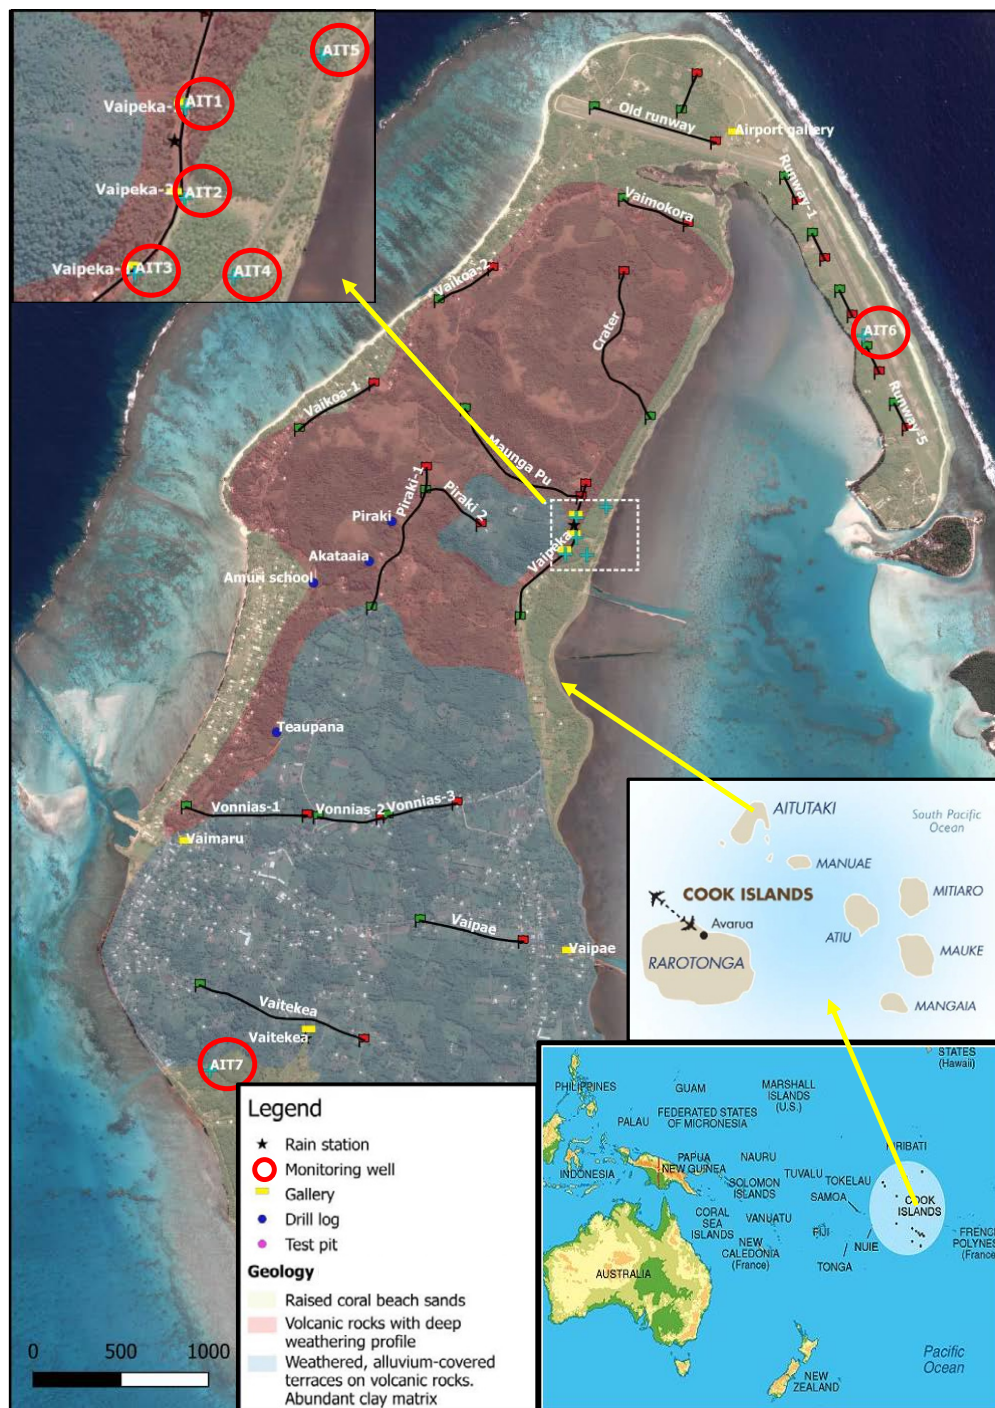 AIT5
Vaipeka-
AIT1
Vaipeka-2
AIT2
Vaipeka-
AIT3
AIT4
Old runway
Airport gallery
Runway-1
Vaimokora
Vaikoa-2
Crater
AIT6
Runway-5
Vaikoa-1
Maunga Pu
Piraki-1
Piraki 2
Piraki
Vaipeka
Akataaia
Amuri school
Teaupana
Vonnias-1
Vonnias-2
Vonnias-3
Vaimaru
Vaipae
Vaipae
Vaitekea
Vaitekea
AIT7
AITUTAKI
South Pacific
Ocean
MANUAE
COOK ISLANDS
MITIARO
Avarua
ATIU
RAROTONGA
MAUKE
MANGAIA
Legend
Rain station
Monitoring well
Gallery
Drill log
Test pit
Geology
Raised coral beach sands
Volcanic rocks with deep
weathering profile
Weathered, alluvium-covered
terraces on volcanic rocks.
Abundant clay matrix
0 500 1000
STATES
(Hawaii)
PHILIPPINES
GUAM
MARSHALL
ISLANDS
(U.S.)
PALAU
FEDERATED STATES
OF MICRONESIA
KIRIBATI
INDONESIA
PAPUA
NEW GUINEA
NAURU
TUVALU
TOKELAU
SOLOMON
ISLANDS
SAMOA
COOK
ISLANDS
CORAL
SEA
ISLANDS
VANUATU
FIJI
NUIE
FRENCH
POLYNES
(France)
NEW
CALEDONIA
(France)
TONGA
AUSTRALIA
NEW
ZEALAND
Pacific
Ocean